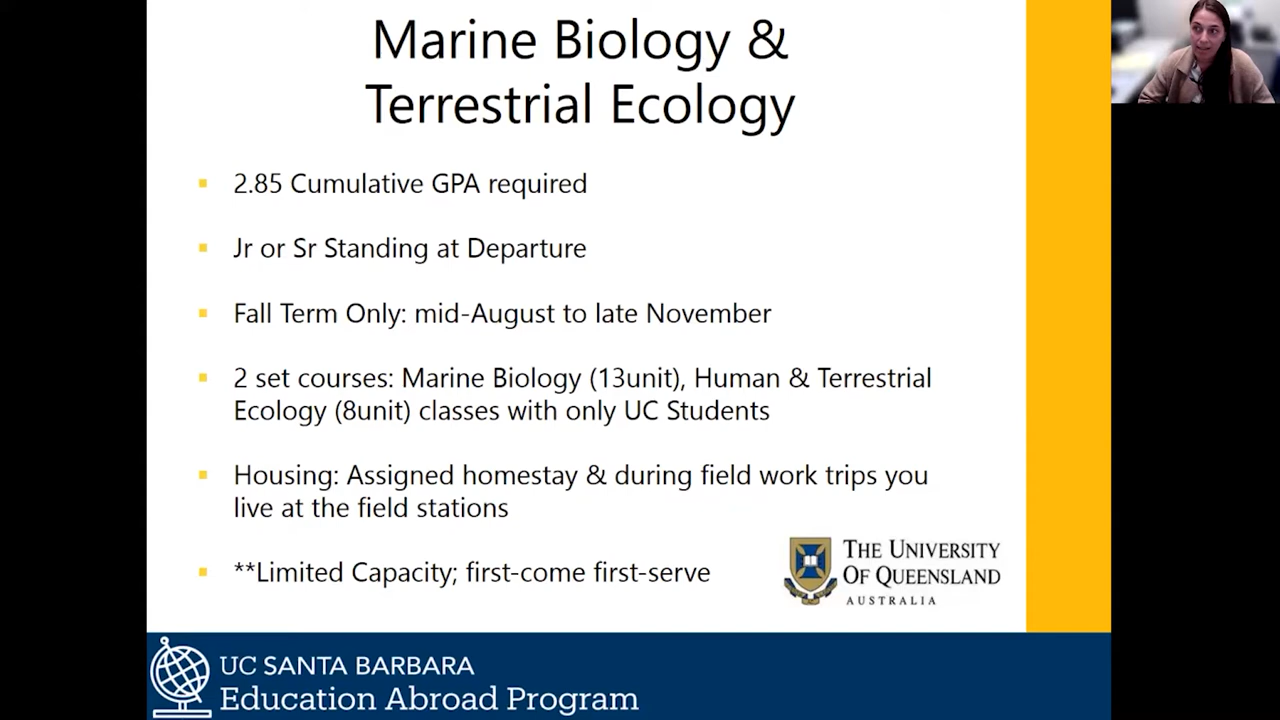 Marine Biology &
Terrestrial Ecology
2.85 Cumulative GPA required
Jr or Sr Standing at Departure
Fall Term Only: mid-August to late November
2 set courses: Marine Biology (13unit), Human & Terrestrial
Ecology (8unit) classes with only UC Students
Housing: Assigned homestay & during field work trips you
live at the field stations
**Limited Capacity; first-come first-serve
THE UNIVERSITY
OF QUEENSLAND
AUSTRALIA
UC SANTA BARBARA
Education Abroad Program